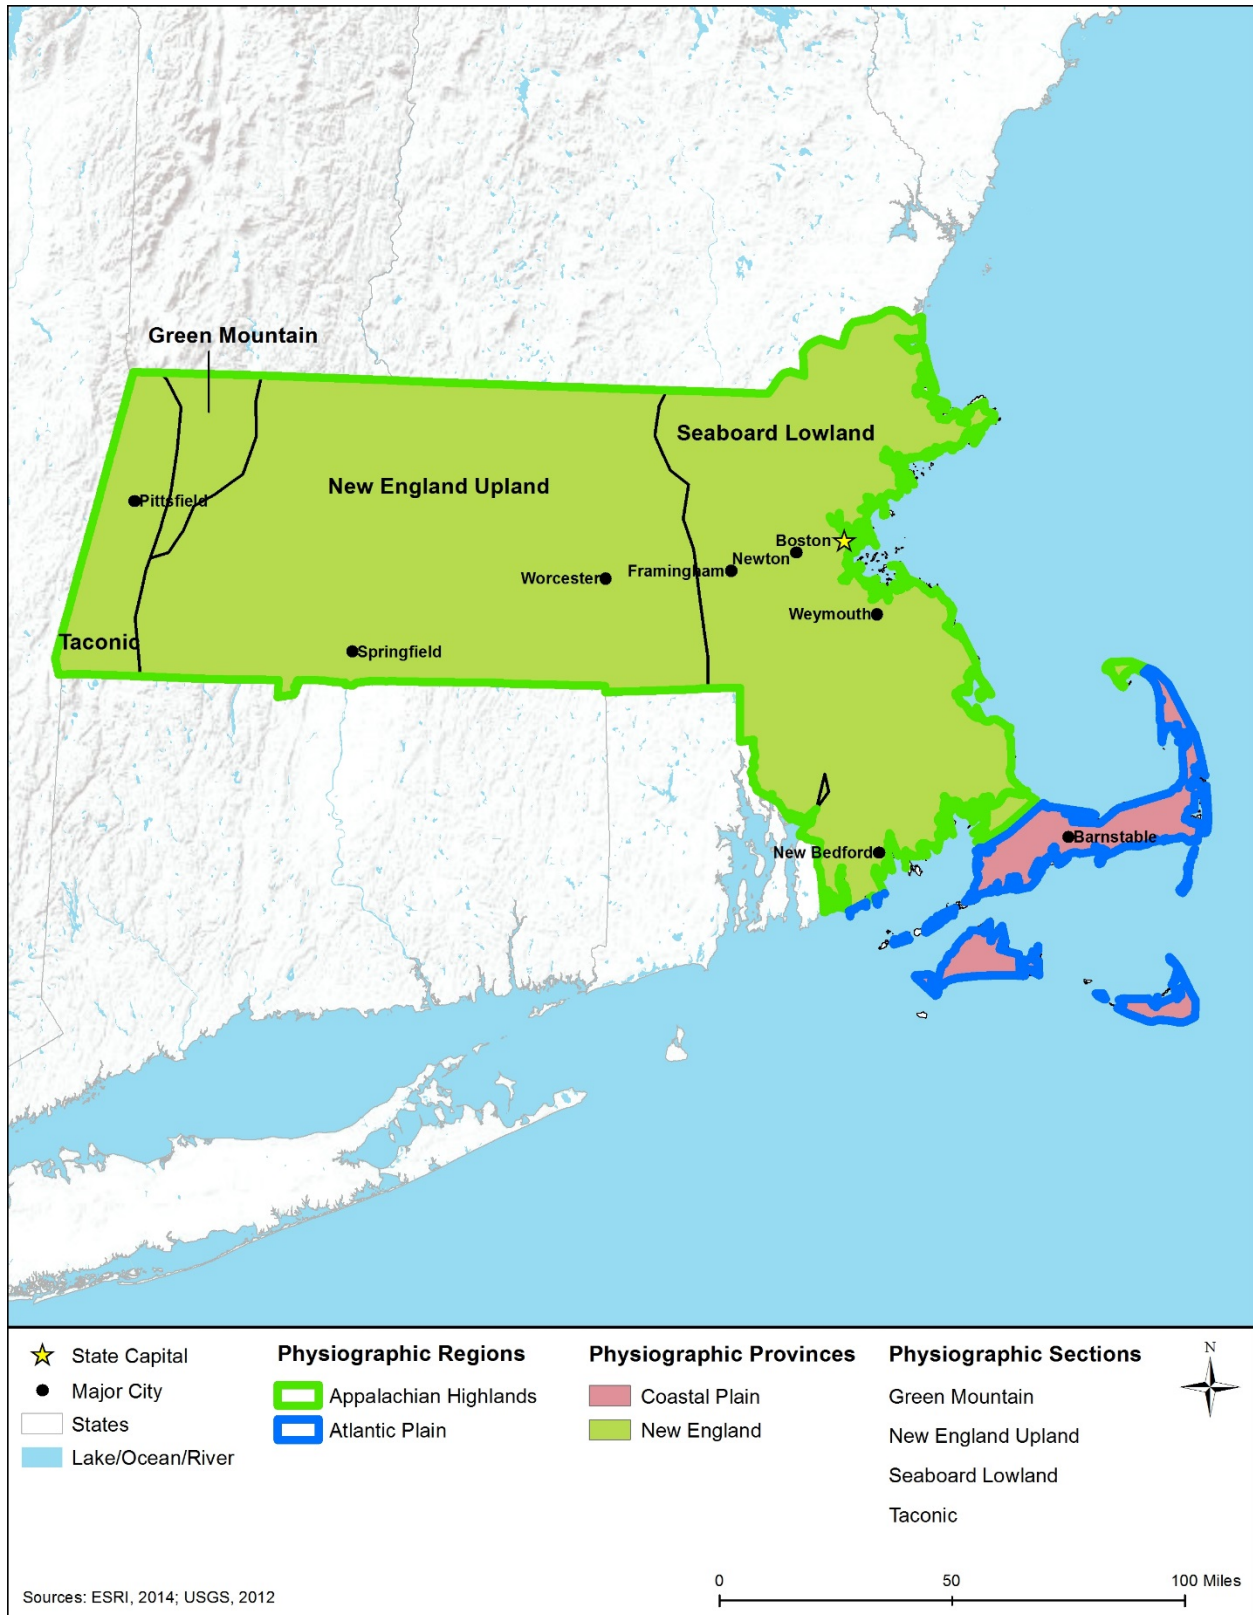 Green Mountain
Seaboard Lowland
New England Upland
Pittsfield
Boston
Newton
Framingham
Worcester
Weymouth
Taconic
Springfield
Barnstable
New Bedford
State Capital
Major City
States
Lake/Ocean/River
Physiographic Regions
Appalachian Highlands
Atlantic Plain
Physiographic Provinces
Coastal Plain
New England
Physiographic Sections
Green Mountain
New England Upland
Seaboard Lowland
Taconic
N
0 50 100 Miles
Sources: ESRI, 2014; USGS, 2012